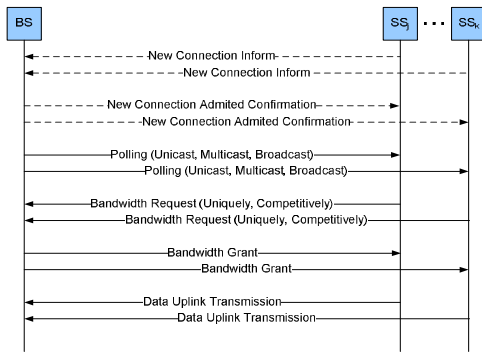 BS
SSj ... SSk
New Connection Inform
New Connection Inform
New Connection Admited Confirmation
New Connection Admited Confirmation
Polling (Unicast, Multicast, Broadcast)
Polling (Unicast, Multicast, Broadcast)
Bandwidth Request (Uniquely, Competitively)
Bandwidth Request (Uniquely, Competitively)
Bandwidth Grant
Bandwidth Grant
Data Uplink Transmission
Data Uplink Transmission